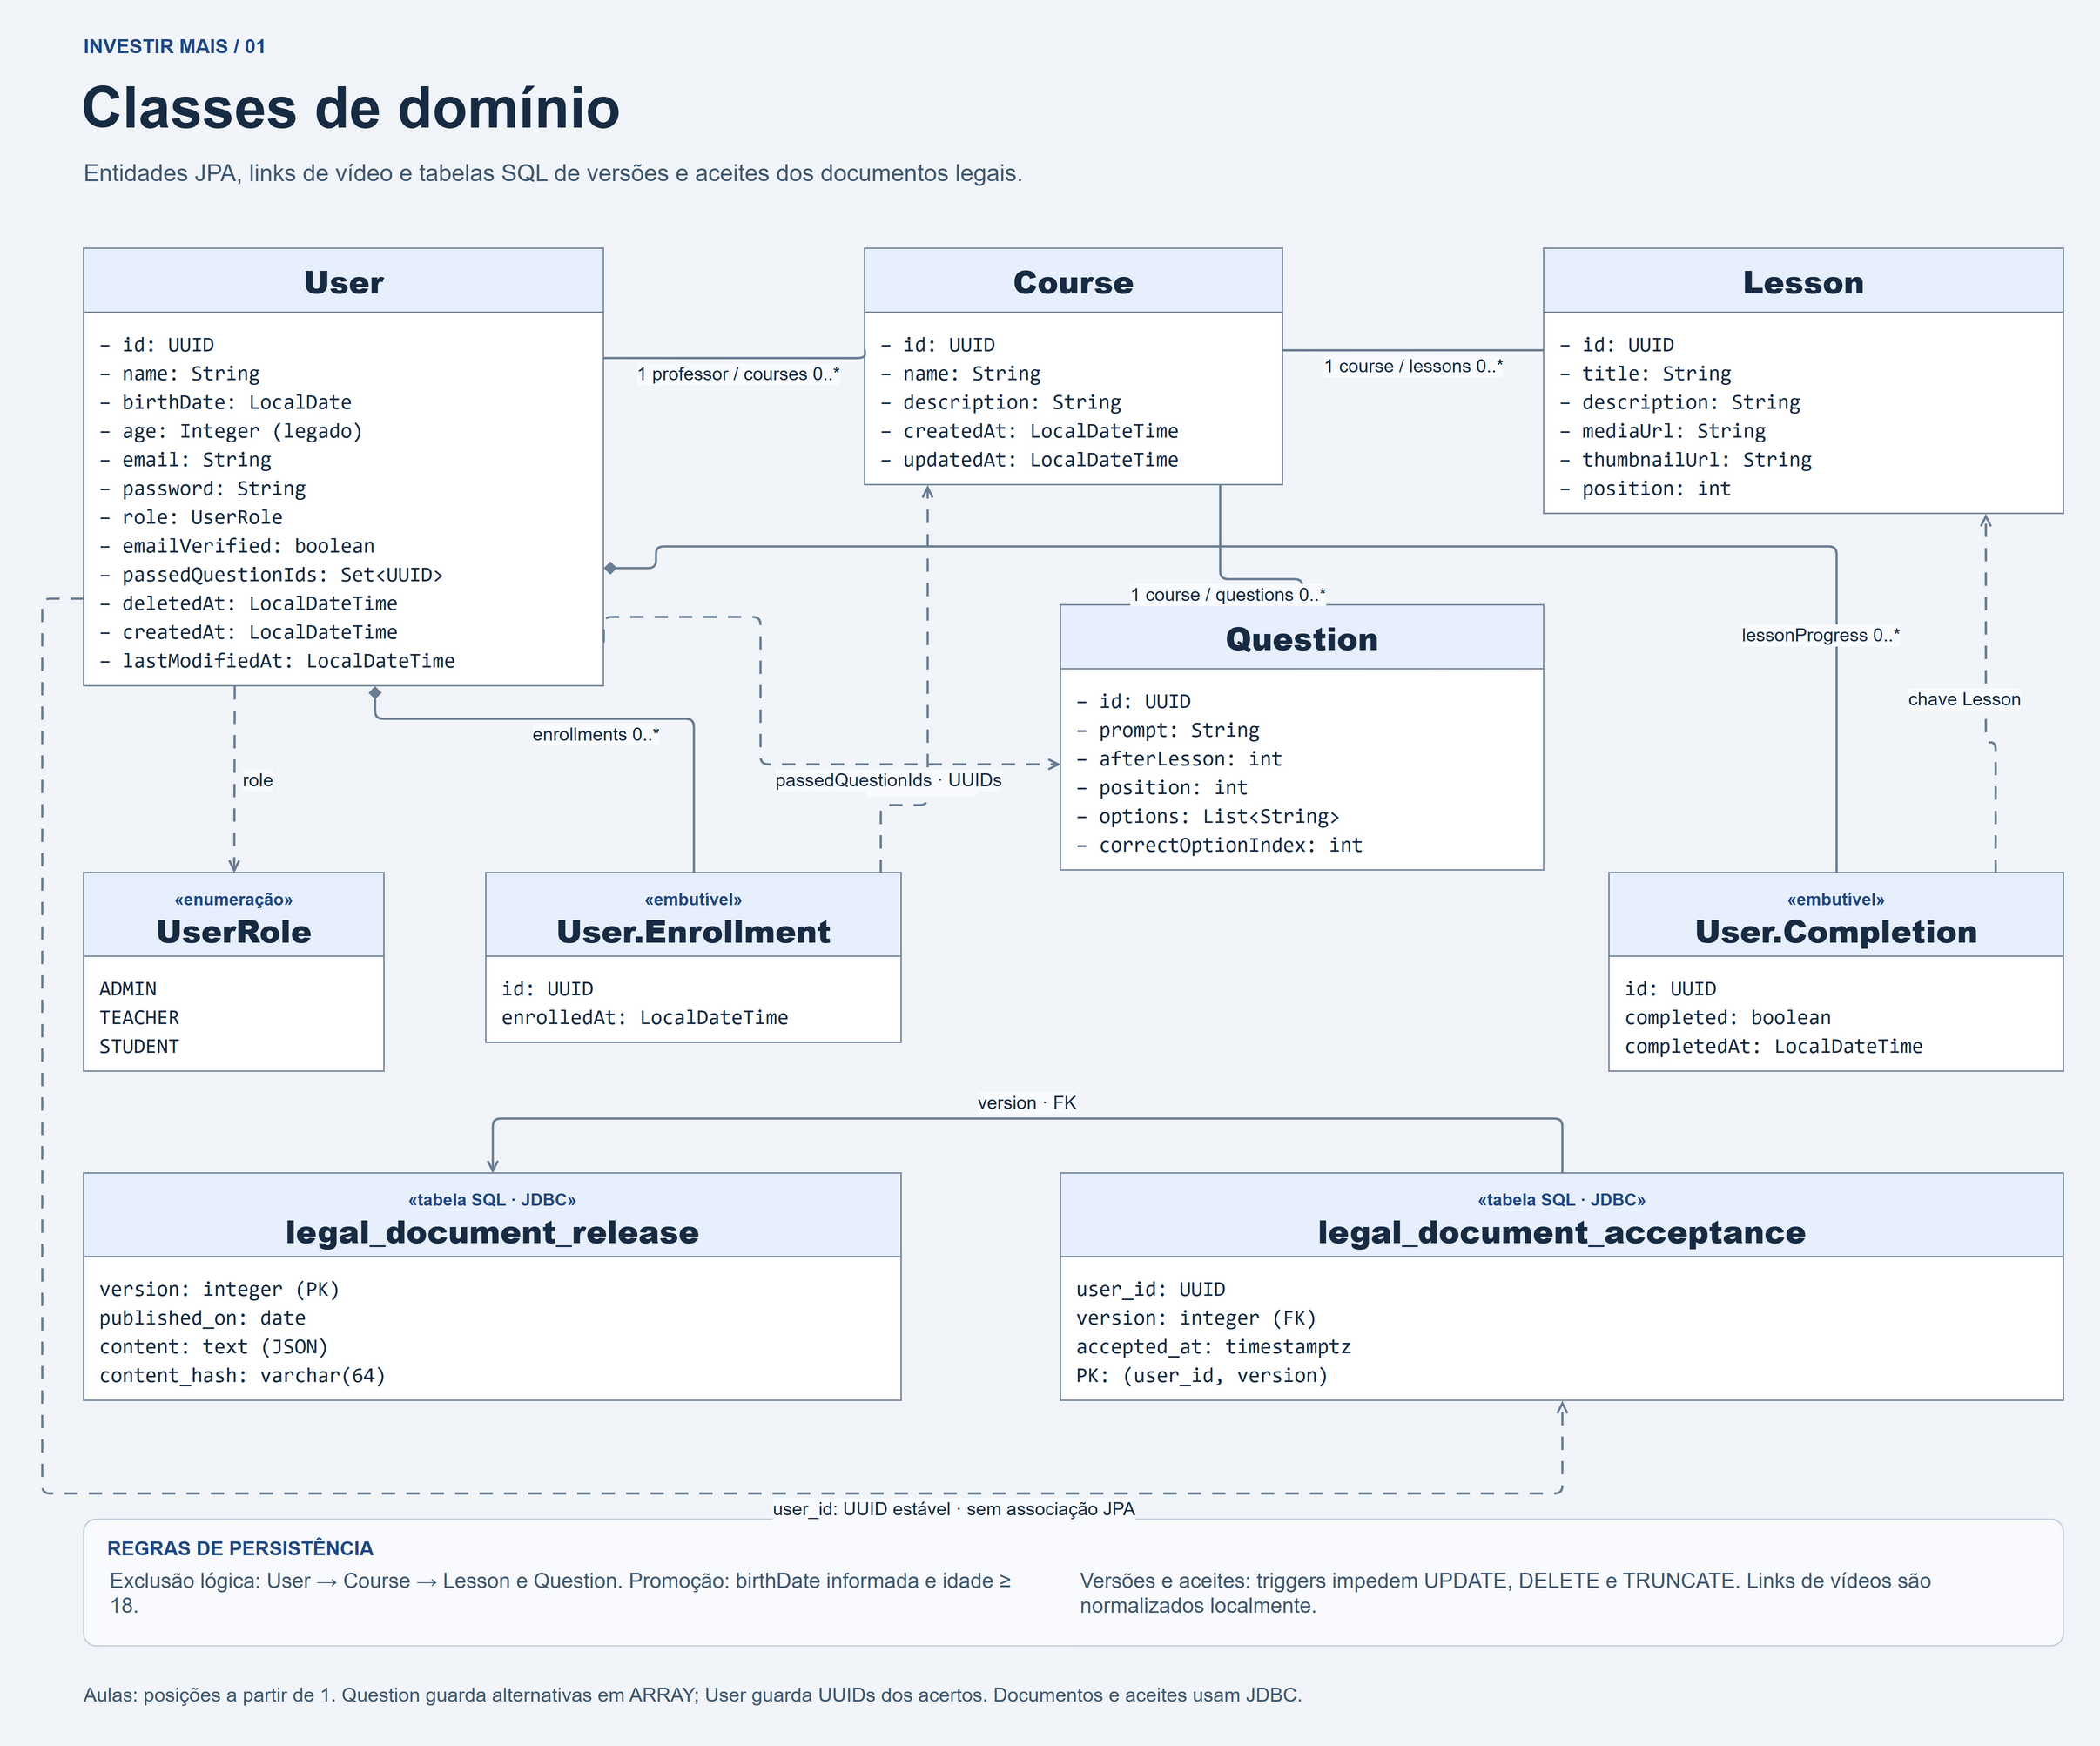 INVESTIR MAIS / 01
Classes de domínio
Entidades JPA, links de vídeo e tabelas SQL de versões e aceites dos documentos legais.
User
– id: UUID
– name: String
– birthDate: LocalDate
– age: Integer (legado)
– email: String
– password: String
– role: UserRole
– emailVerified: boolean
– passedQuestionIds: Set<UUID>
– deletedAt: LocalDateTime
– createdAt: LocalDateTime
– lastModifiedAt: LocalDateTime
1 professor / courses 0..*
Course
– id: UUID
– name: String
– description: String
– createdAt: LocalDateTime
– updatedAt: LocalDateTime
1 course / lessons 0..*
Lesson
– id: UUID
– title: String
– description: String
– mediaUrl: String
– thumbnailUrl: String
– position: int
1 course / questions 0..*
Question
– id: UUID
– prompt: String
– afterLesson: int
– position: int
– options: List<String>
– correctOptionIndex: int
lessonProgress 0..*
chave Lesson
enrollments 0..*
role
passedQuestionIds · UUIDs
«enumeração»
UserRole
ADMIN
TEACHER
STUDENT
«embutível»
User.Enrollment
id: UUID
enrolledAt: LocalDateTime
«embutível»
User.Completion
id: UUID
completed: boolean
completedAt: LocalDateTime
version · FK
«tabela SQL · JDBC»
legal_document_release
version: integer (PK)
published_on: date
content: text (JSON)
content_hash: varchar(64)
«tabela SQL · JDBC»
legal_document_acceptance
user_id: UUID
version: integer (FK)
accepted_at: timestamptz
PK: (user_id, version)
user_id: UUID estável · sem associação JPA
REGRAS DE PERSISTÊNCIA
Exclusão lógica: User → Course → Lesson e Question. Promoção: birthDate informada e idade ≥
18.
Versões e aceites: triggers impedem UPDATE, DELETE e TRUNCATE. Links de vídeos são
normalizados localmente.
Aulas: posições a partir de 1. Question guarda alternativas em ARRAY; User guarda UUIDs dos acertos. Documentos e aceites usam JDBC.